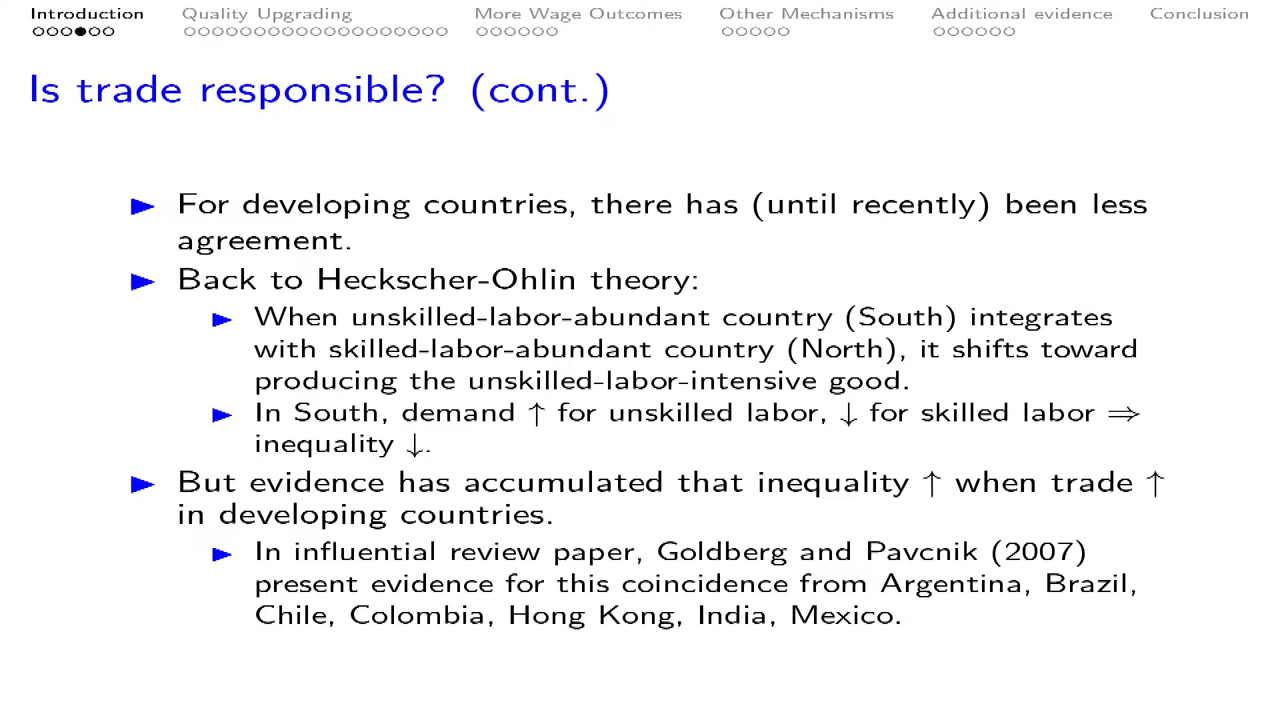 Introduction Quality Upgrading More Wage Outcomes Other Mechanisms Additional evidence Conclusion
Is trade responsible? (cont.)
For developing countries, there has (until recently) been less
agreement.
Back to Heckscher-Ohlin theory:
When unskilled-labor-abundant country (South) integrates
with skilled-labor-abundant country (North), it shifts toward
producing the unskilled-labor-intensive good.
In South, demand ↑ for unskilled labor, ↓ for skilled labor ⇒
inequality ↓.
But evidence has accumulated that inequality ↑ when trade ↑
in developing countries.
In influential review paper, Goldberg and Pavcnik (2007)
present evidence for this coincidence from Argentina, Brazil,
Chile, Colombia, Hong Kong, India, Mexico.